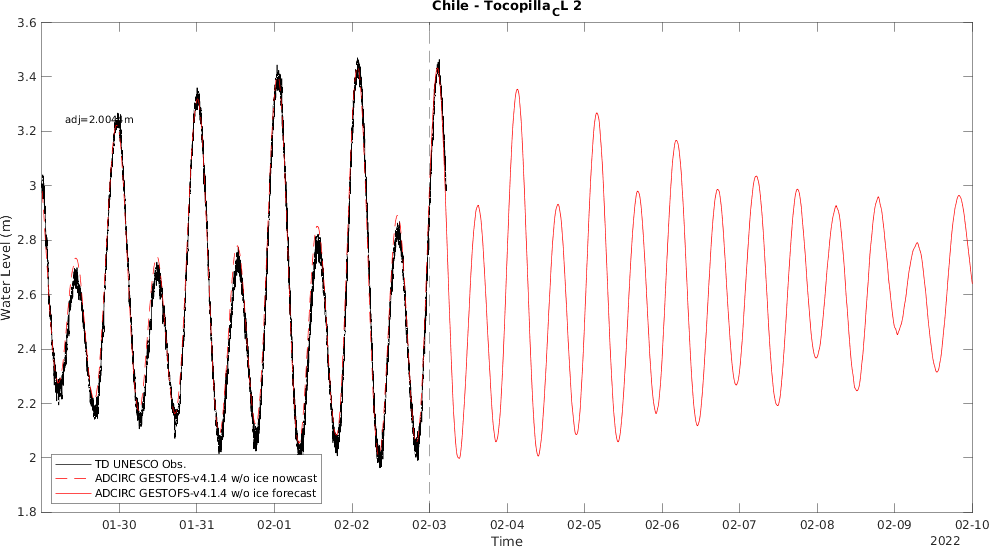 Chile - Tocopilla_CL 2
3.6
3.4
3.2
3
2.8
2.6
2.4
2.2
2
1.8
Water Level (m)
TD UNESCO Obs.
ADCIRC GESTOFS-v4.1.4 w/o ice nowcast
ADCIRC GESTOFS-v4.1.4 w/o ice forecast
01-30 01-31 02-01 02-02 02-03 02-04 02-05 02-06 02-07 02-08 02-09 02-10
Time
2022